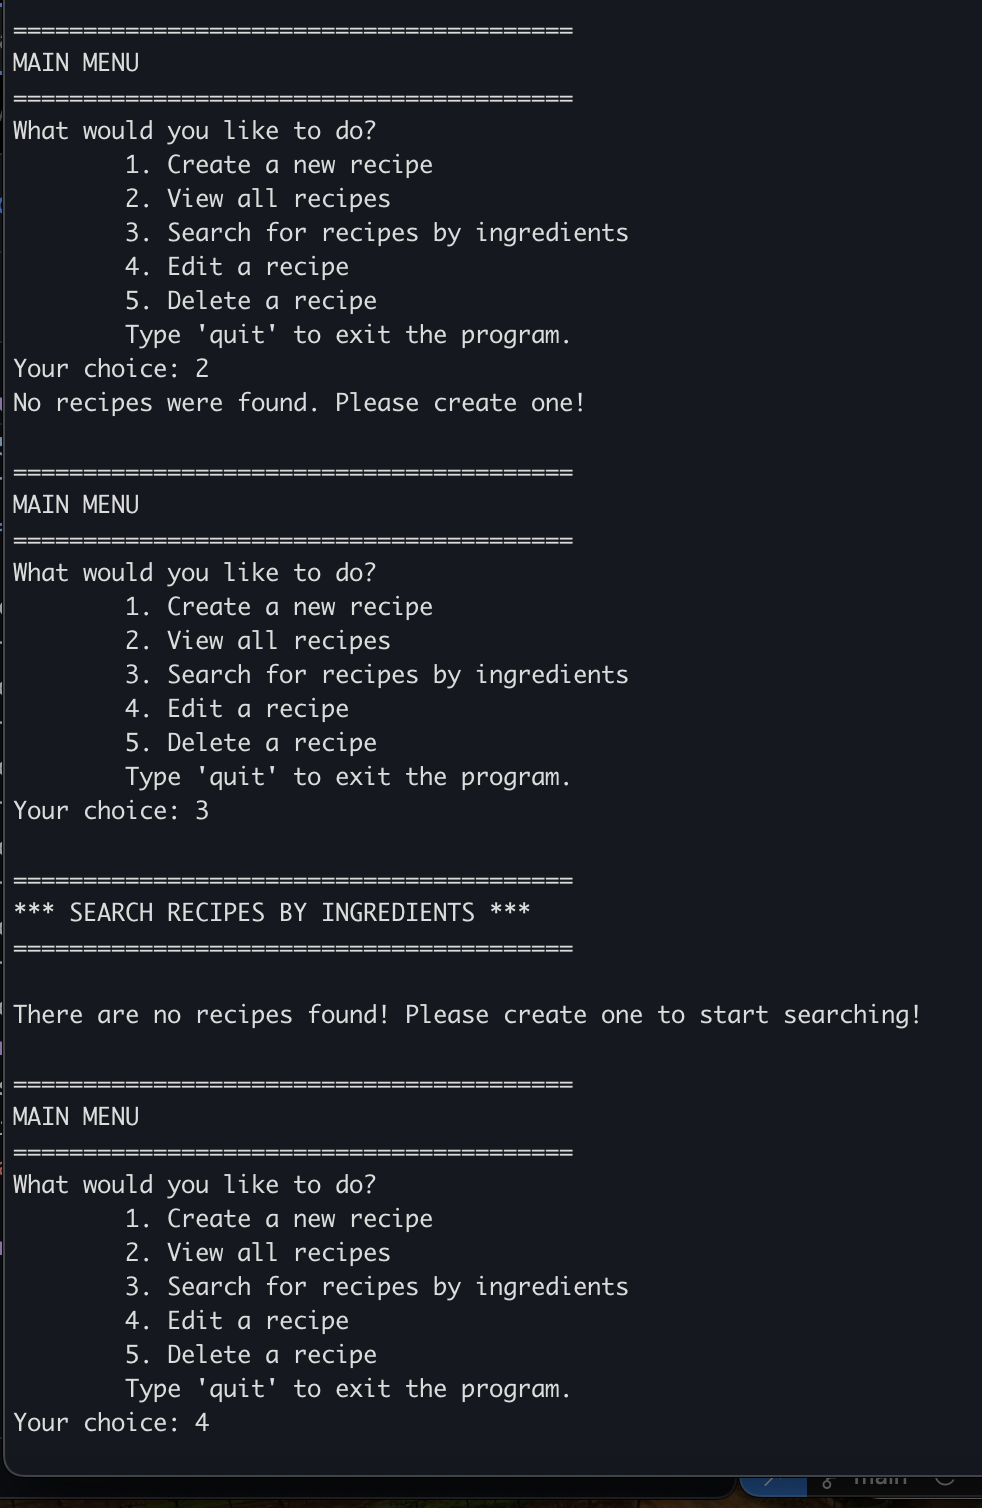 ========================================
MAIN MENU
========================================
What would you like to do?
        1. Create a new recipe
        2. View all recipes
        3. Search for recipes by ingredients
        4. Edit a recipe
        5. Delete a recipe
        Type 'quit' to exit the program.
Your choice: 2
No recipes were found. Please create one!

========================================
MAIN MENU
========================================
What would you like to do?
        1. Create a new recipe
        2. View all recipes
        3. Search for recipes by ingredients
        4. Edit a recipe
        5. Delete a recipe
        Type 'quit' to exit the program.
Your choice: 3

========================================
*** SEARCH RECIPES BY INGREDIENTS ***
========================================

There are no recipes found! Please create one to start searching!

========================================
MAIN MENU
========================================
What would you like to do?
        1. Create a new recipe
        2. View all recipes
        3. Search for recipes by ingredients
        4. Edit a recipe
        5. Delete a recipe
        Type 'quit' to exit the program.
Your choice: 4
main